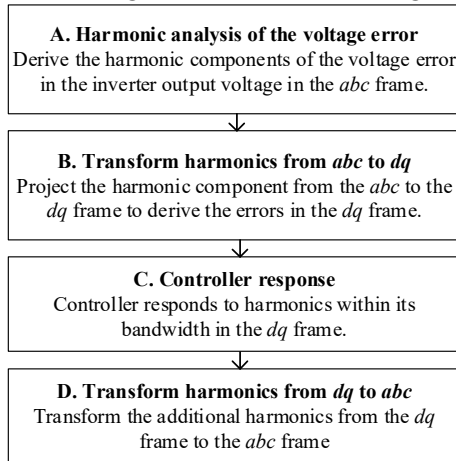 A. Harmonic analysis of the voltage error
Derive the harmonic components of the voltage error
in the inverter output voltage in the abc frame.
B. Transform harmonics from abc to dq
Project the harmonic component from the abc to the
dq frame to derive the errors in the dq frame.
C. Controller response
Controller responds to harmonics within its
bandwidth in the dq frame.
D. Transform harmonics from dq to abc
Transform the additional harmonics from the dq
frame to the abc frame